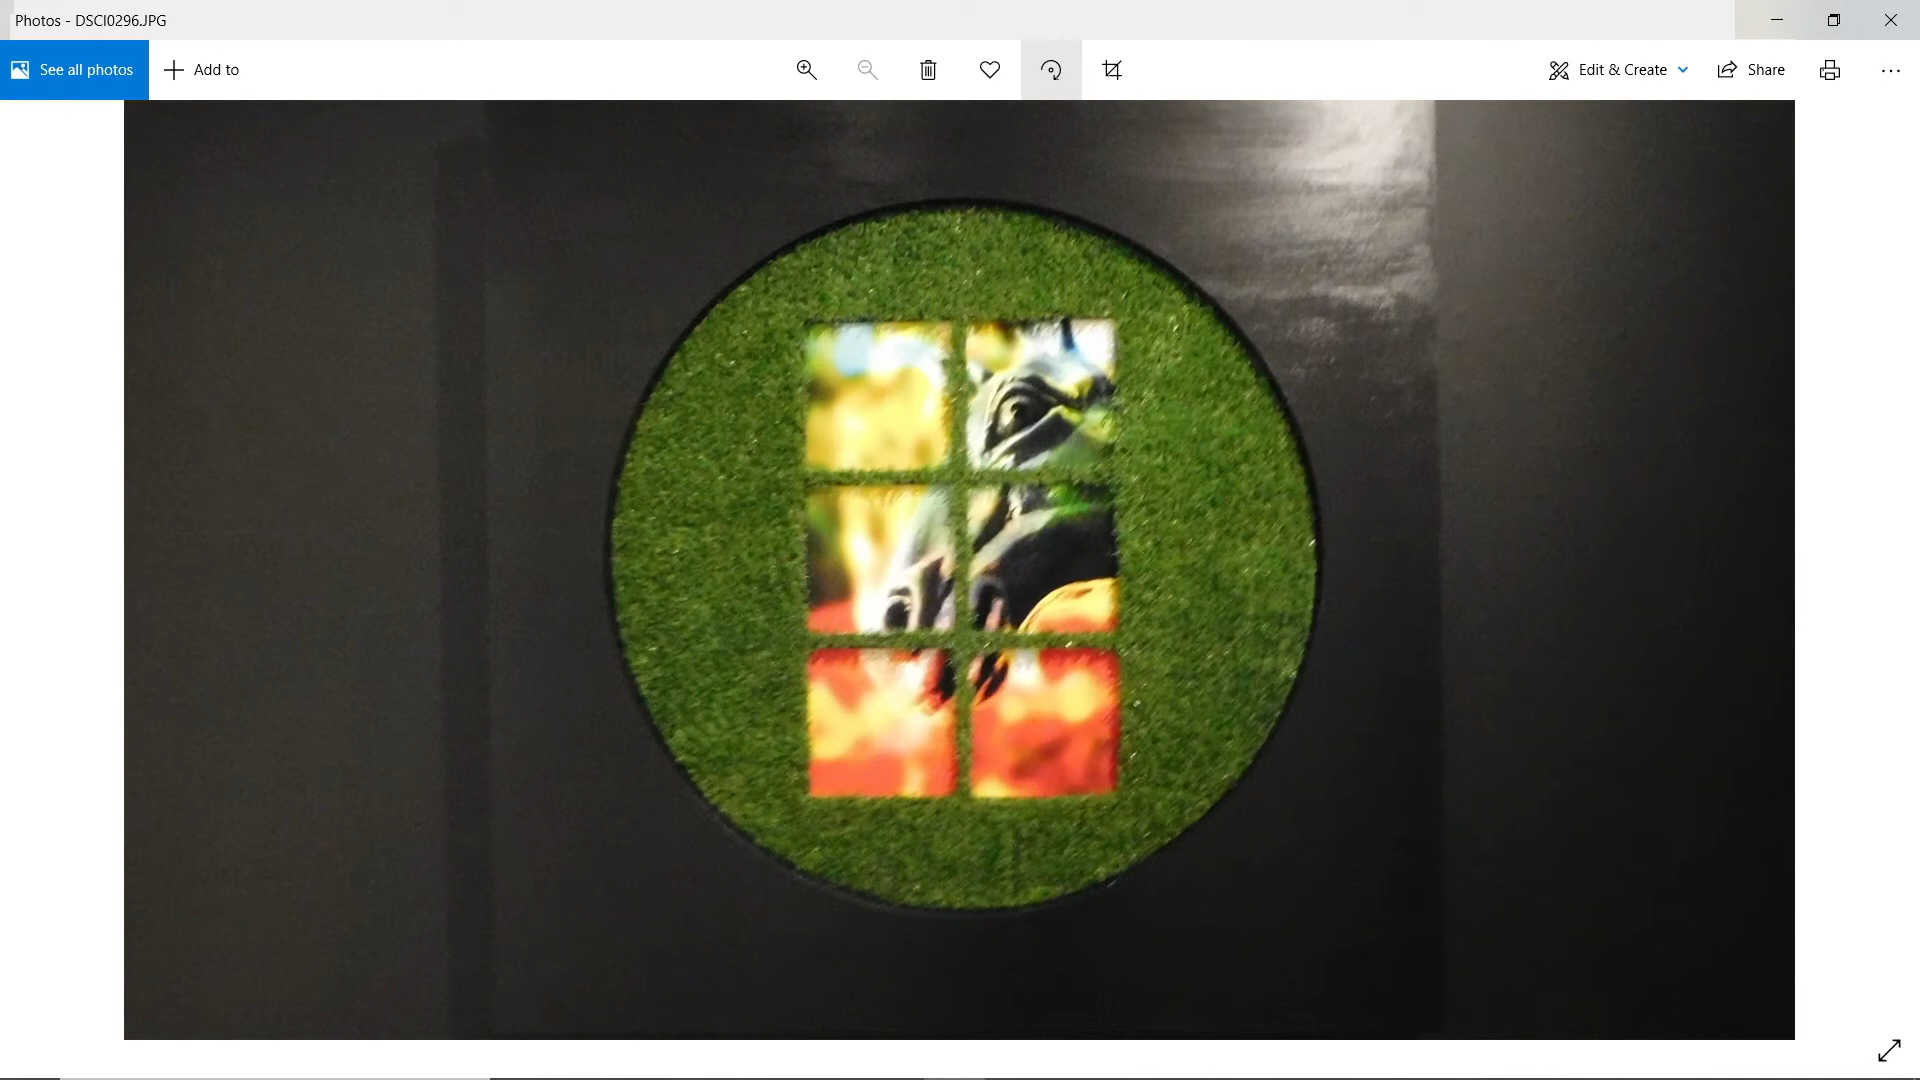 Photos - DSCI0296.JPG
See all photos
Add to
Edit & Create
Share